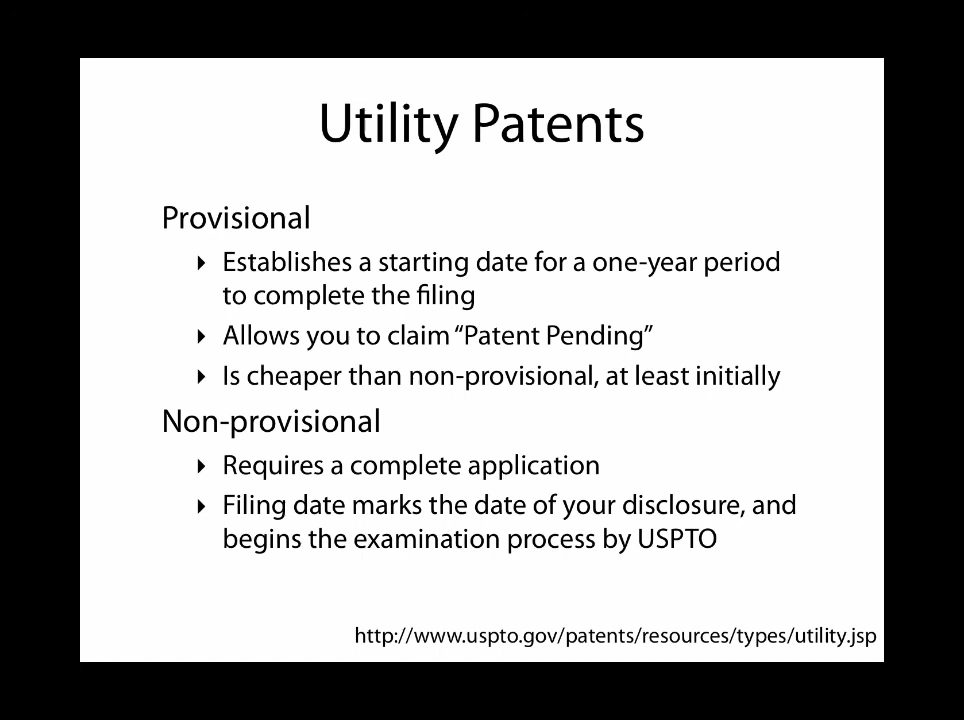 Utility Patents
Provisional
‣ Establishes a starting date for a one-year period
to complete the filing
‣ Allows you to claim “Patent Pending”
‣ Is cheaper than non-provisional, at least initially
Non-provisional
‣ Requires a complete application
‣ Filing date marks the date of your disclosure, and
begins the examination process by USPTO
http://www.uspto.gov/patents/resources/types/utility.jsp